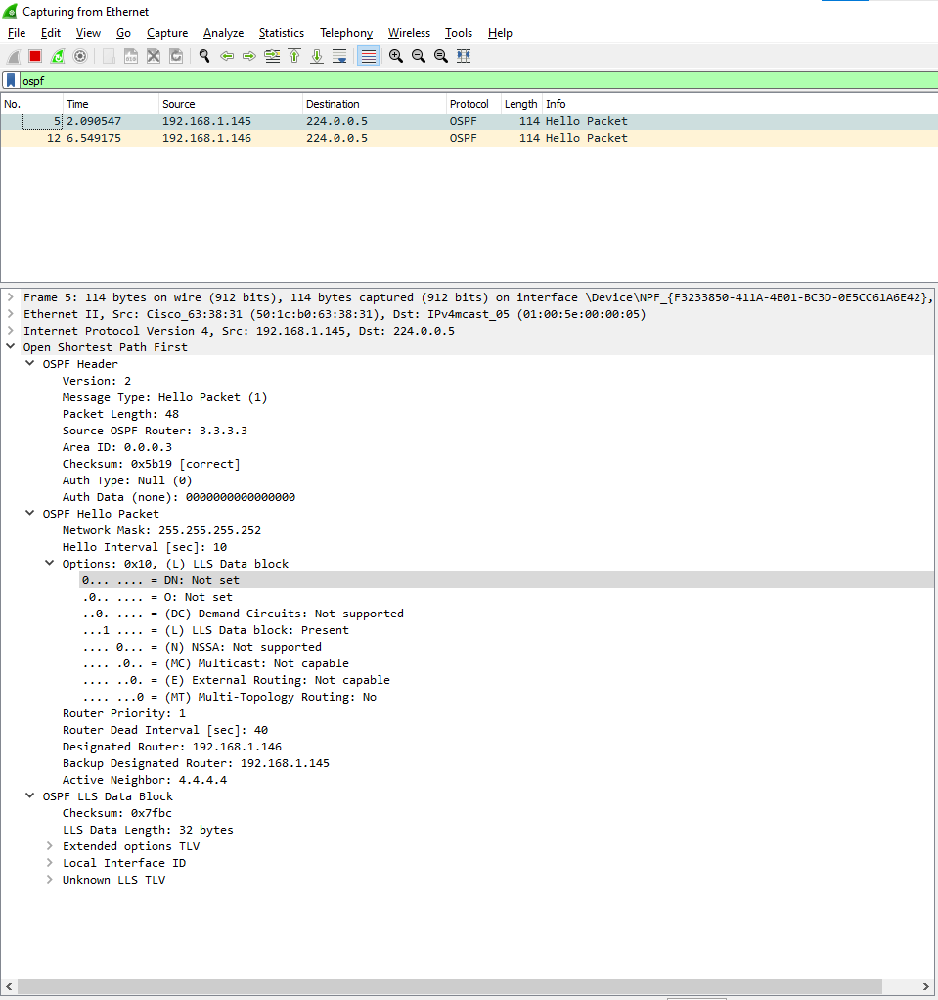 Capturing from Ethernet
File Edit View Go Capture Analyze Statistics Telephony Wireless Tools Help
ospf
No. Time Source Destination Protocol Length Info
5 2.090547 192.168.1.145 224.0.0.5 OSPF 114 Hello Packet
12 6.549175 192.168.1.146 224.0.0.5 OSPF 114 Hello Packet
Frame 5: 114 bytes on wire (912 bits), 114 bytes captured (912 bits) on interface \Device\NPF_{F3233850-411A-4B01-BC3D-0E5CC61A6E42},
Ethernet II, Src: Cisco_63:38:31 (50:1c:b0:63:38:31), Dst: IPv4mcast_05 (01:00:5e:00:00:05)
Internet Protocol Version 4, Src: 192.168.1.145, Dst: 224.0.0.5
Open Shortest Path First
OSPF Header
Version: 2
Message Type: Hello Packet (1)
Packet Length: 48
Source OSPF Router: 3.3.3.3
Area ID: 0.0.0.3
Checksum: 0x5b19 [correct]
Auth Type: Null (0)
Auth Data (none): 0000000000000000
OSPF Hello Packet
Network Mask: 255.255.255.252
Hello Interval [sec]: 10
Options: 0x10, (L) LLS Data block
0... .... = DN: Not set
.0.. .... = O: Not set
..0. .... = (DC) Demand Circuits: Not supported
...1 .... = (L) LLS Data block: Present
.... 0... = (N) NSSA: Not supported
.... .0.. = (MC) Multicast: Not capable
.... ..0. = (E) External Routing: Not capable
.... ...0 = (MT) Multi-Topology Routing: No
Router Priority: 1
Router Dead Interval [sec]: 40
Designated Router: 192.168.1.146
Backup Designated Router: 192.168.1.145
Active Neighbor: 4.4.4.4
OSPF LLS Data Block
Checksum: 0x7fbc
LLS Data Length: 32 bytes
Extended options TLV
Local Interface ID
Unknown LLS TLV